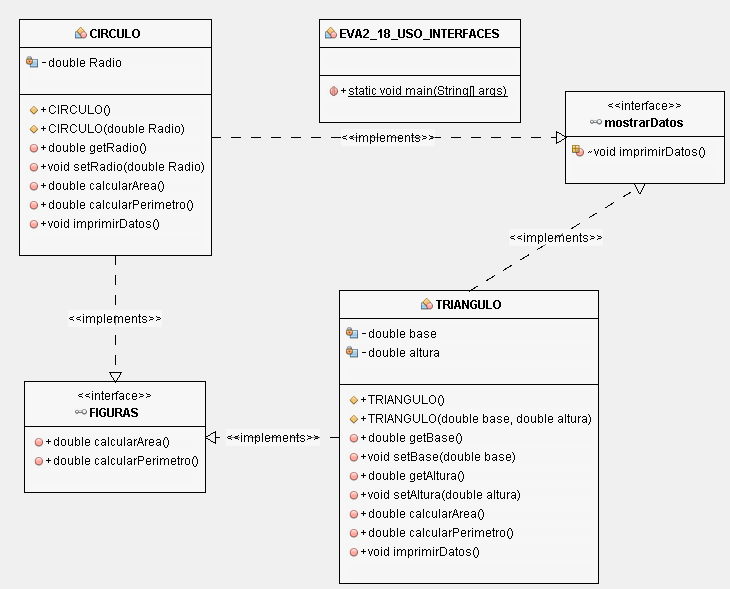 CIRCULO
- double Radio
+ CIRCULO()
+ CIRCULO(double Radio)
+ double getRadio()
+ void setRadio(double Radio)
+ double calcularArea()
+ double calcularPerimetro()
+ void imprimirDatos()
EVA2_18_USO_INTERFACES
+ static void main(String[] args)
<<implements>>
<<interface>>
mostrarDatos
~ void imprimirDatos()
<<implements>>
<<implements>>
TRIANGULO
- double base
- double altura
+ TRIANGULO()
+ TRIANGULO(double base, double altura)
+ double getBase()
+ void setBase(double base)
+ double getAltura()
+ void setAltura(double altura)
+ double calcularArea()
+ double calcularPerimetro()
+ void imprimirDatos()
<<interface>>
FIGURAS
+ double calcularArea()
+ double calcularPerimetro()
<<implements>>